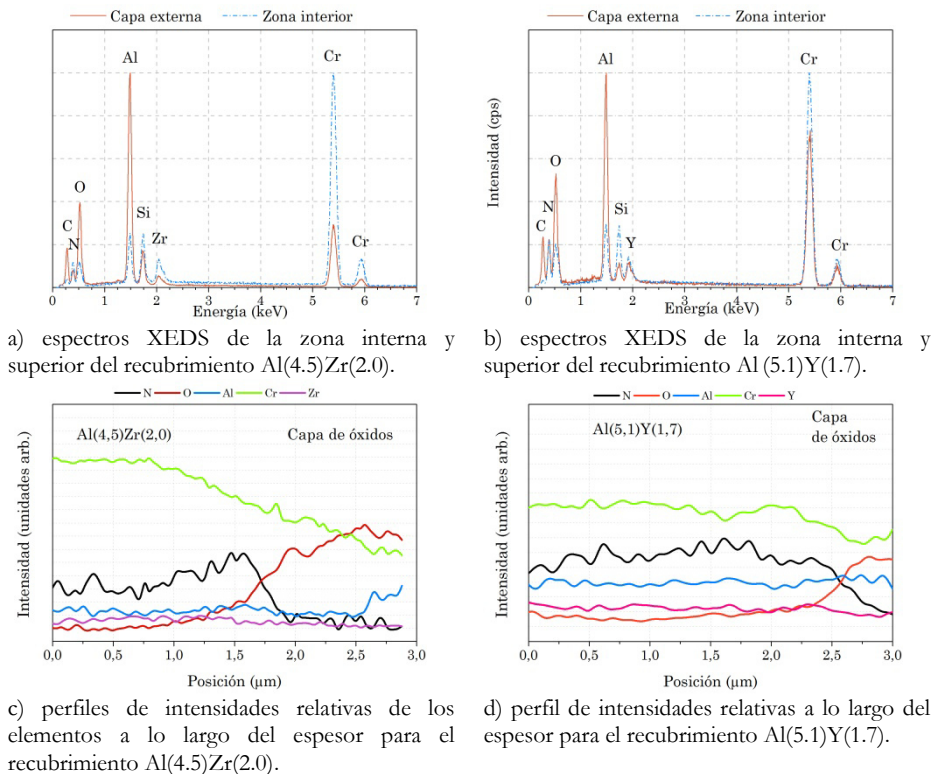 Capa externa Zona interior
Al
Cr
O
C
N
Si
Zr
Cr
0 1 2 3 4 5 6 7
Energía (keV)
a) espectros XEDS de la zona interna y
superior del recubrimiento Al(4.5)Zr(2.0).
Capa externa Zona interior
Intensidad (cps)
Al
Cr
O
N
C
Si
Y
Cr
0 1 2 3 4 5 6 7
Energía (keV)
b) espectros XEDS de la zona interna y
superior del recubrimiento Al (5.1)Y(1.7).
N O Al Cr Zr
Intensidad (unidades arb.)
Al(4,5)Zr(2,0)
Capa de óxidos
0,0 0,5 1,0 1,5 2,0 2,5 3,0
Posición (µm)
c) perfiles de intensidades relativas de los
elementos a lo largo del espesor para el
recubrimiento Al(4.5)Zr(2.0).
N O Al Cr Y
Intensidad (unidades arb.)
Al(5,1)Y(1,7)
Capa
de óxidos
0,0 0,5 1,0 1,5 2,0 2,5 3,0
Posición (µm)
d) perfil de intensidades relativas a lo largo del
espesor para el recubrimiento Al(5.1)Y(1.7).